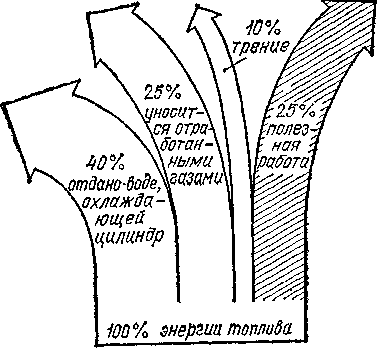 10%
трение
25%
уносит-
ся отра-
ботан-
ными
газами
25%
полез-
ная
работа
40%
отдано воде,
охлажда-
ющей
цилиндр
100% энергии топлива